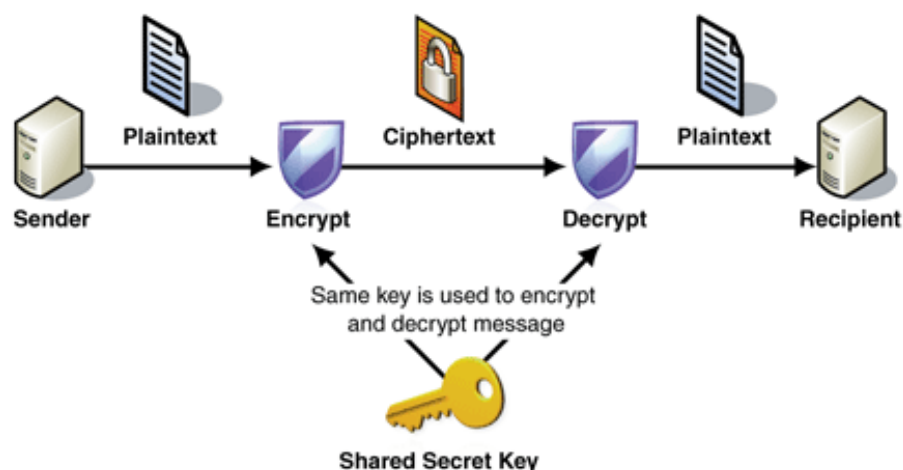 Plaintext
Ciphertext
Plaintext
Sender
Encrypt
Decrypt
Recipient
Same key is used to encrypt
and decrypt message
Shared Secret Key